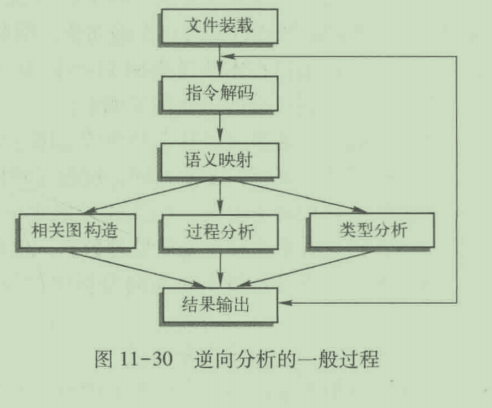 文件装载
指令解码
语义映射
相关图构造
过程分析
类型分析
结果输出
图 11-30 逆向分析的一般过程